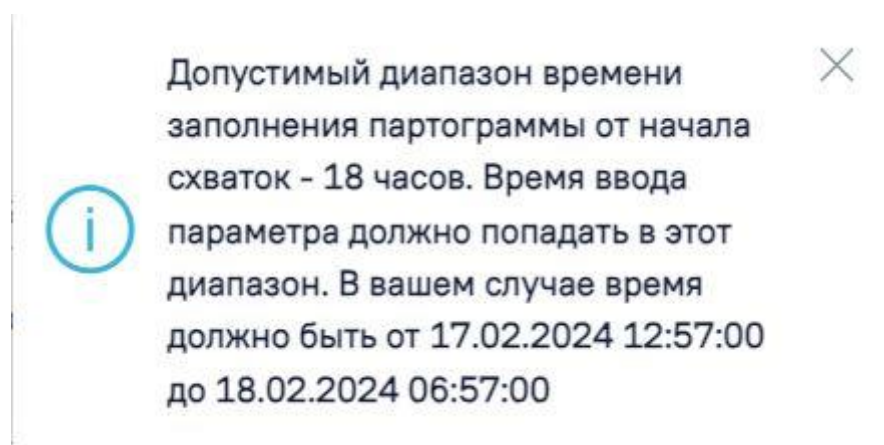 Допустимый диапазон времени
заполнения партограммы от начала
схваток - 18 часов. Время ввода
параметра должно попадать в этот
диапазон. В вашем случае время
должно быть от 17.02.2024 12:57:00
до 18.02.2024 06:57:00